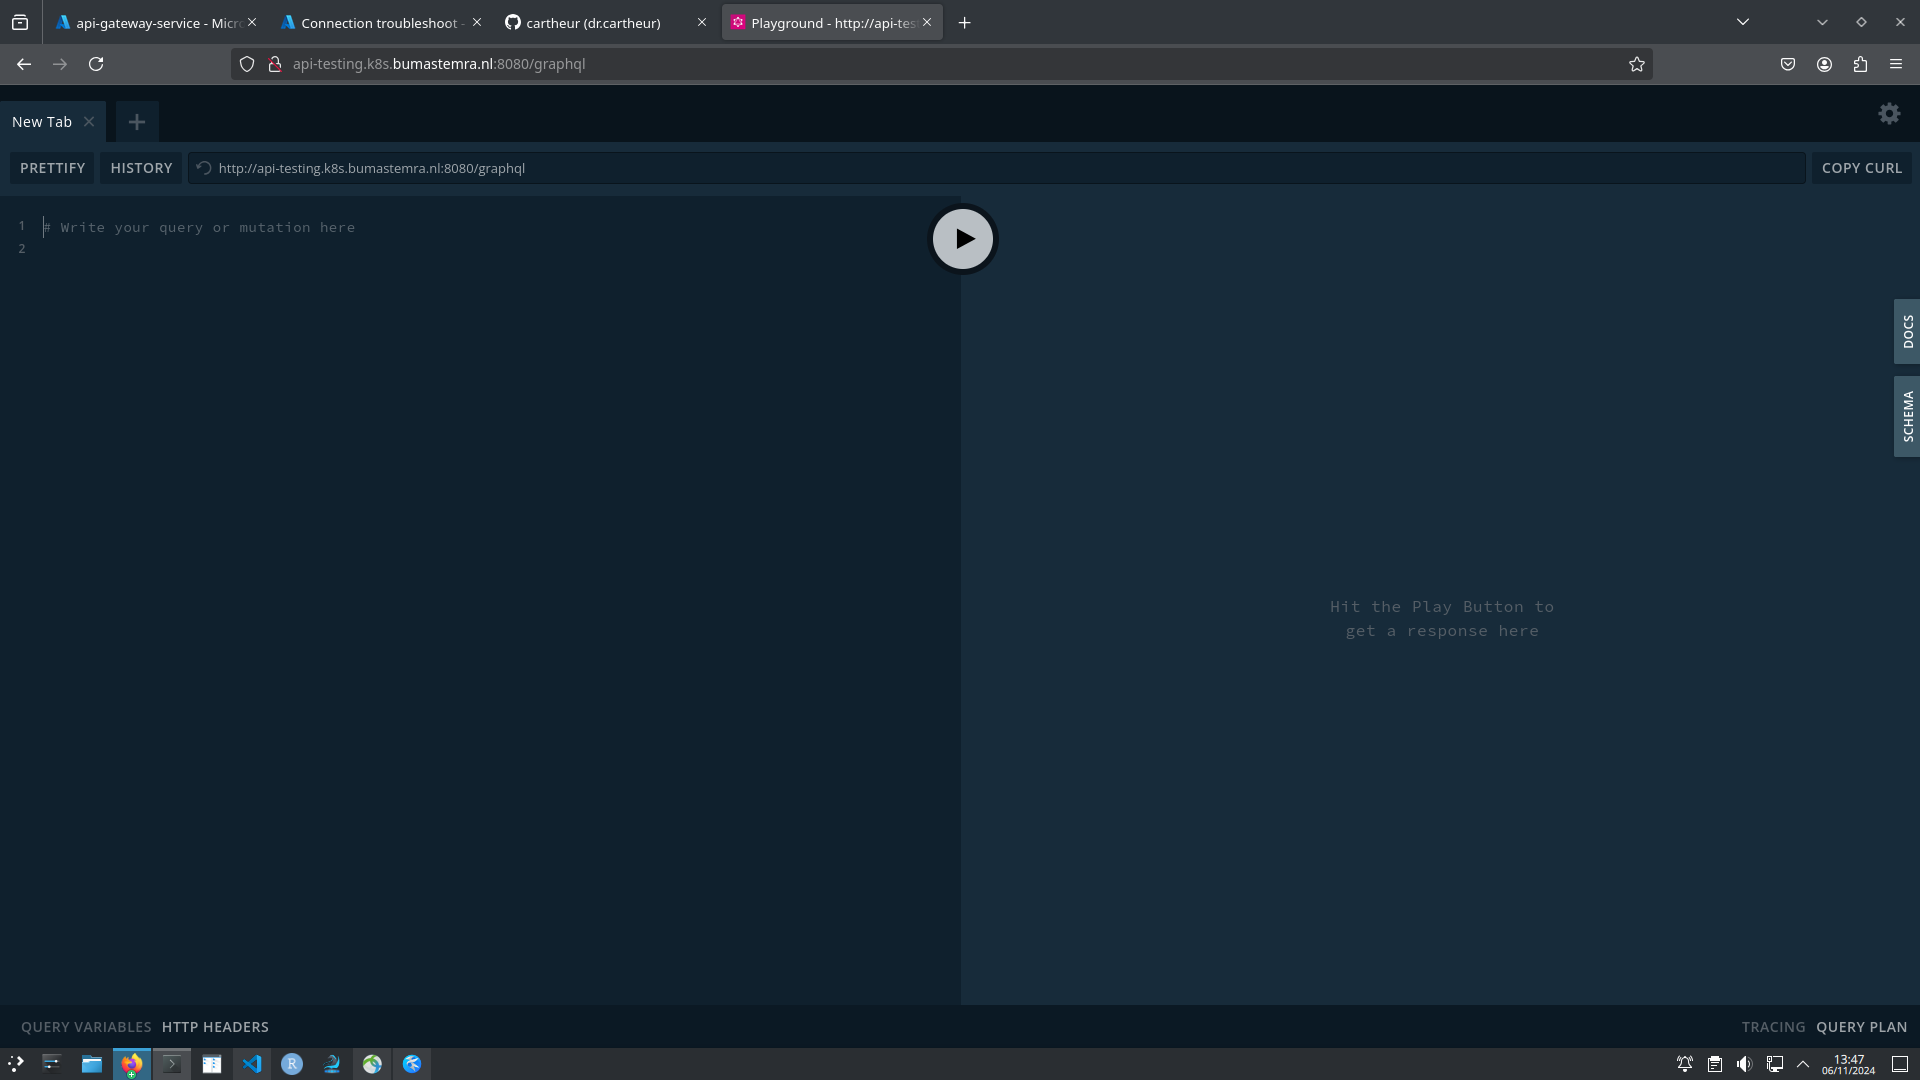 api-gateway-service - Micr
Connection troubleshoot -
cartheur (dr.cartheur)
Playground - http://api-tes
api-testing.k8s.bumastemra.nl:8080/graphql
New Tab
PRETTIFY
HISTORY
http://api-testing.k8s.bumastemra.nl:8080/graphql
COPY CURL
1 # Write your query or mutation here
2
DOCS
SCHEMA
Hit the Play Button to
get a response here
QUERY VARIABLES HTTP HEADERS
TRACING QUERY PLAN
R
13:47
06/11/2024